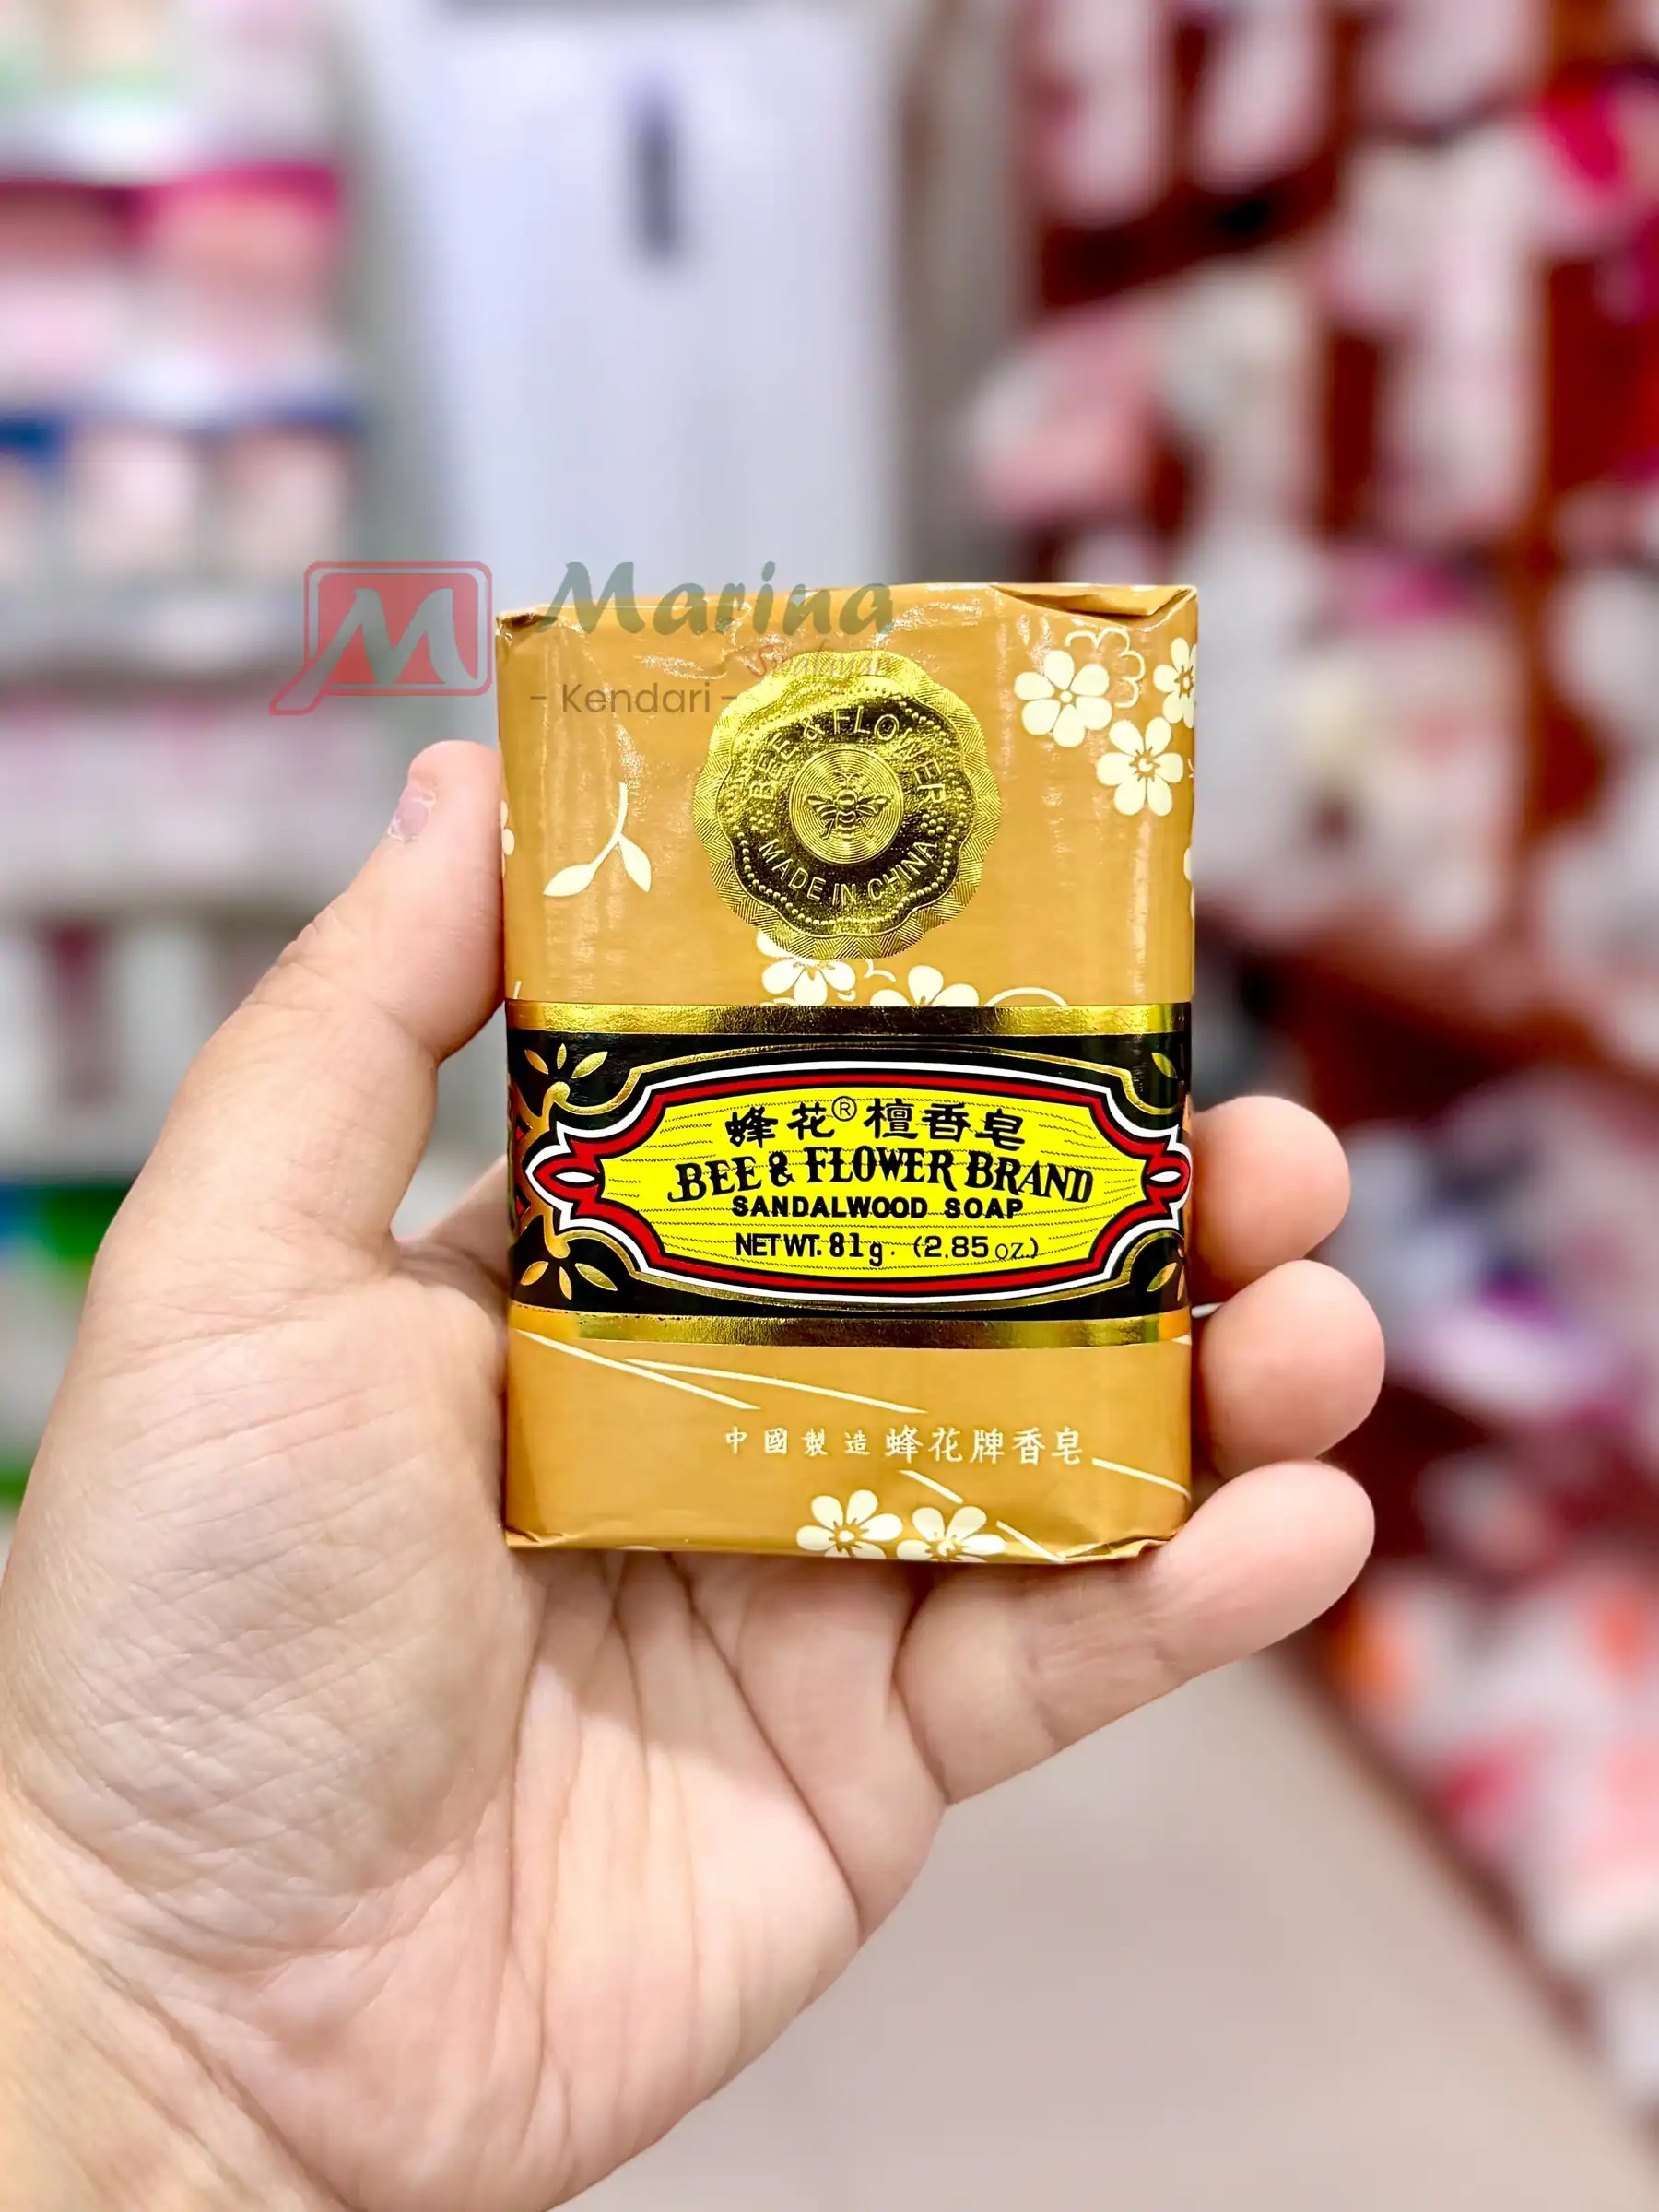 Marina
Swalayan
- Kendari -
BEE & FLOWER
MADE IN CHINA
蜂花®檀香皂
BEE & FLOWER BRAND
SANDALWOOD SOAP
NET WT. 81g. (2.85 OZ.)
中國製造蜂花牌香皂